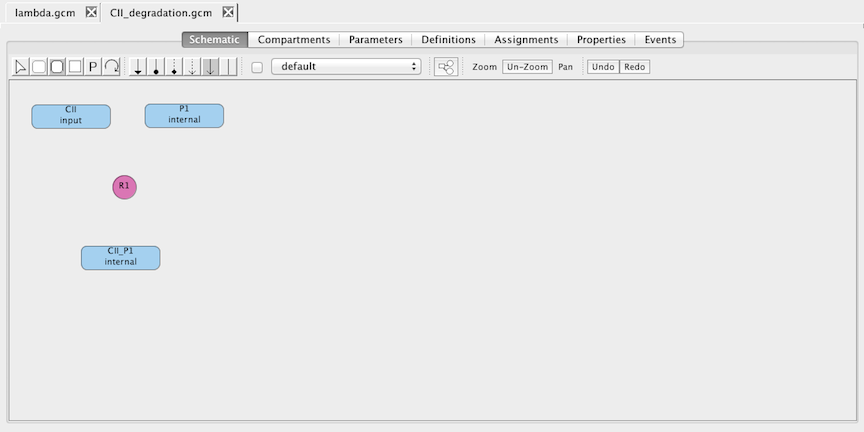 lambda.gcm CII_degradation.gcm
Schematic Compartments Parameters Definitions Assignments Properties Events
P default Zoom Un-Zoom Pan Undo Redo
CII
input
P1
internal
R1
CII_P1
internal